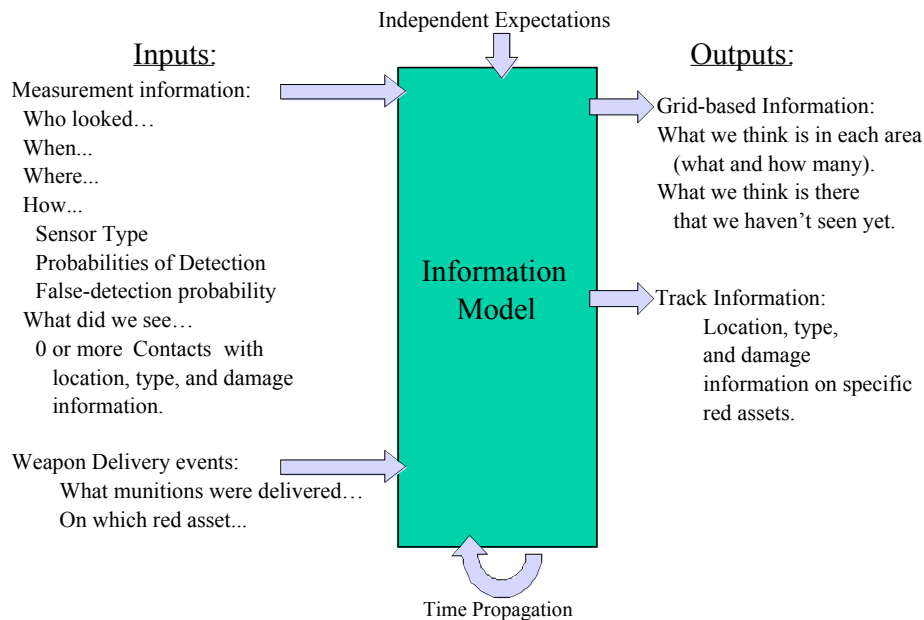 Independent Expectations
Inputs:
Measurement information:
Who looked…
When...
Where...
How...
Sensor Type
Probabilities of Detection
False-detection probability
What did we see…
0 or more Contacts with
location, type, and damage
information.
Weapon Delivery events:
What munitions were delivered…
On which red asset...
Information
Model
Time Propagation
Outputs:
Grid-based Information:
What we think is in each area
(what and how many).
What we think is there
that we haven’t seen yet.
Track Information:
Location, type,
and damage
information on specific
red assets.